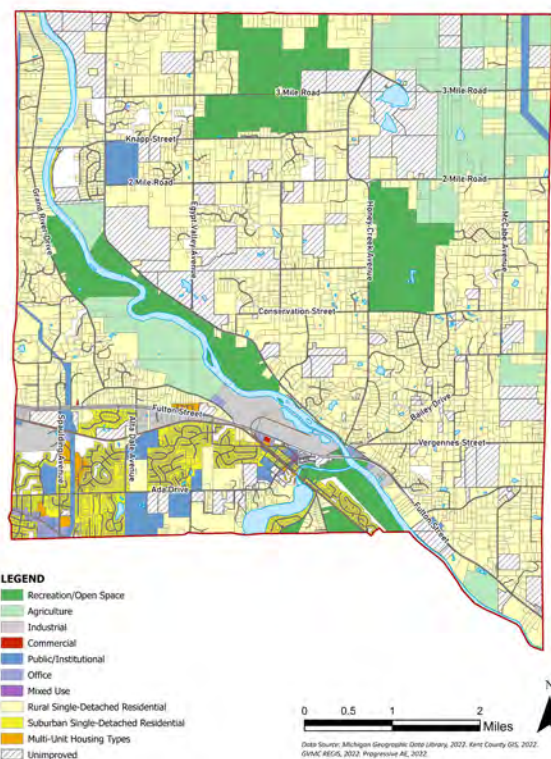 3 Mile Road
3 Mile Road
Knapp Street
2 Mile Road
2 Mile Road
Grand River Drive
Egypt Valley Avenue
Honey Creek Avenue
McCabe Avenue
Conservation Street
Bailey Drive
Fulton Street
Vergennes Street
Spaulding Avenue
Alta Dale Avenue
Ada Drive
Fulton Street
LEGEND
Recreation/Open Space
Agriculture
Industrial
Commercial
Public/Institutional
Office
Mixed Use
Rural Single-Detached Residential
Suburban Single-Detached Residential
Multi-Unit Housing Types
Unimproved
N
0 0.5 1 2
Miles
Data Source: Michigan Geographic Data Library, 2022. Kent County GIS, 2022.
GVMC REGIS, 2022. Progressive AE, 2022.